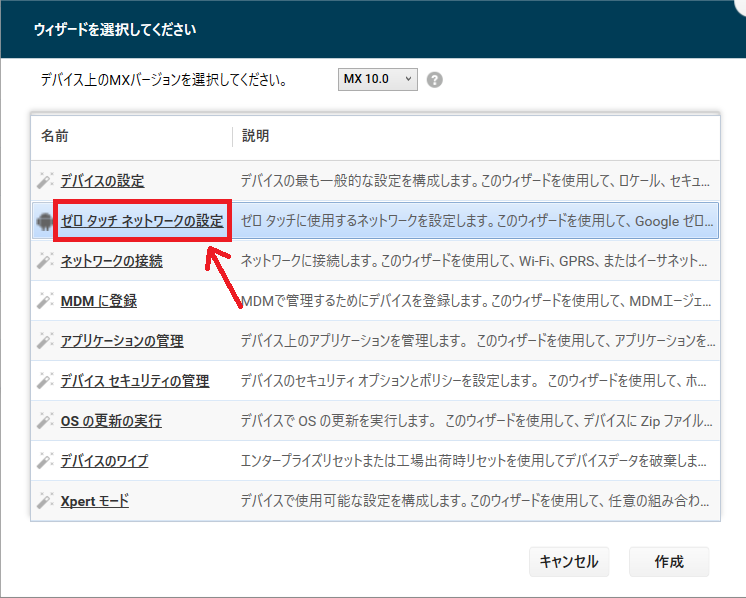 ウィザードを選択してください
デバイス上のMXバージョンを選択してください。 MX 10.0 ?
名前 説明
デバイスの設定 デバイスの最も一般的な設定を構成します。このウィザードを使用して、ロケール、セキュ...
ゼロ タッチ ネットワークの設定 ゼロ タッチに使用するネットワークを設定します。このウィザードを使用して、Google ゼロ...
ネットワークの接続 ネットワークに接続します。このウィザードを使用して、Wi-Fi、GPRS、またはイーサネット...
MDM に登録 MDMで管理するためにデバイスを登録します。このウィザードを使用して、MDMエージェ...
アプリケーションの管理 デバイス上のアプリケーションを管理します。 このウィザードを使用して、アプリケーションを...
デバイス セキュリティの管理 デバイスのセキュリティ オプションとポリシーを設定します。 このウィザードを使用して、ホ...
OS の更新の実行 デバイスで OS の更新を実行します。 このウィザードを使用して、デバイスに Zip ファイル...
デバイスのワイプ エンタープライズリセットまたは工場出荷時リセットを使用してデバイスデータを破棄しま...
Xpert モード デバイスで使用可能な設定を構成します。このウィザードを使用して、任意の組み合わ...
キャンセル 作成